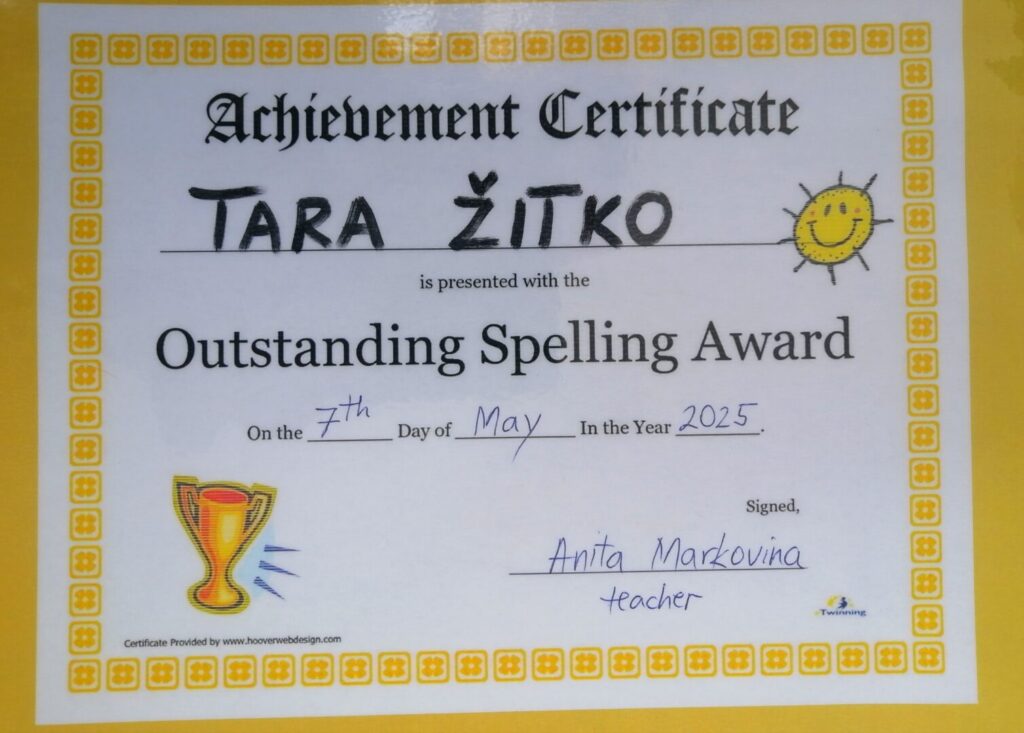 Achievement Certificate
TARA ŽITKO
is presented with the
Outstanding Spelling Award
On the 7th Day of May In the Year 2025.
Signed,
Anita Markovina
teacher
eTwinning
Certificate Provided by www.hooverwebdesign.com